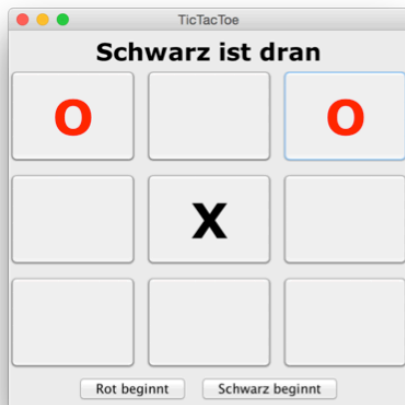 TicTacToe
Schwarz ist dran
O O
X
Rot beginnt Schwarz beginnt